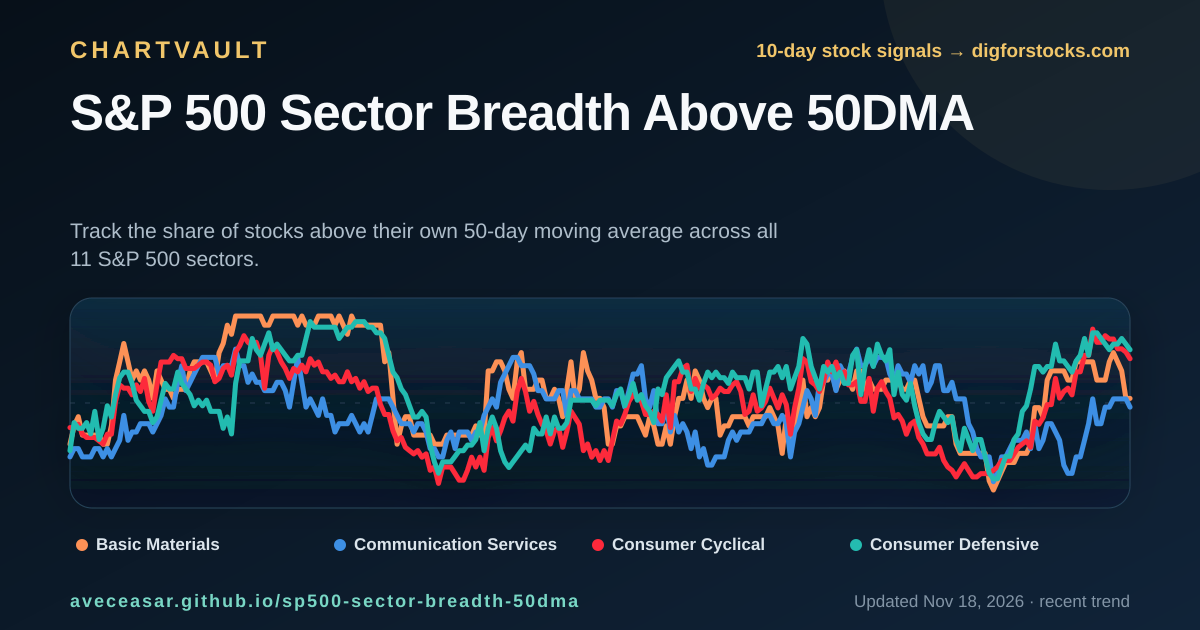 CHARTVAULT
10-day stock signals → digforstocks.com
S&P 500 Sector Breadth Above 50DMA
Track the share of stocks above their own 50-day moving average across all
11 S&P 500 sectors.
Basic Materials
Communication Services
Consumer Cyclical
Consumer Defensive
aveceasar.github.io/sp500-sector-breadth-50dma
Updated Nov 18, 2026 · recent trend